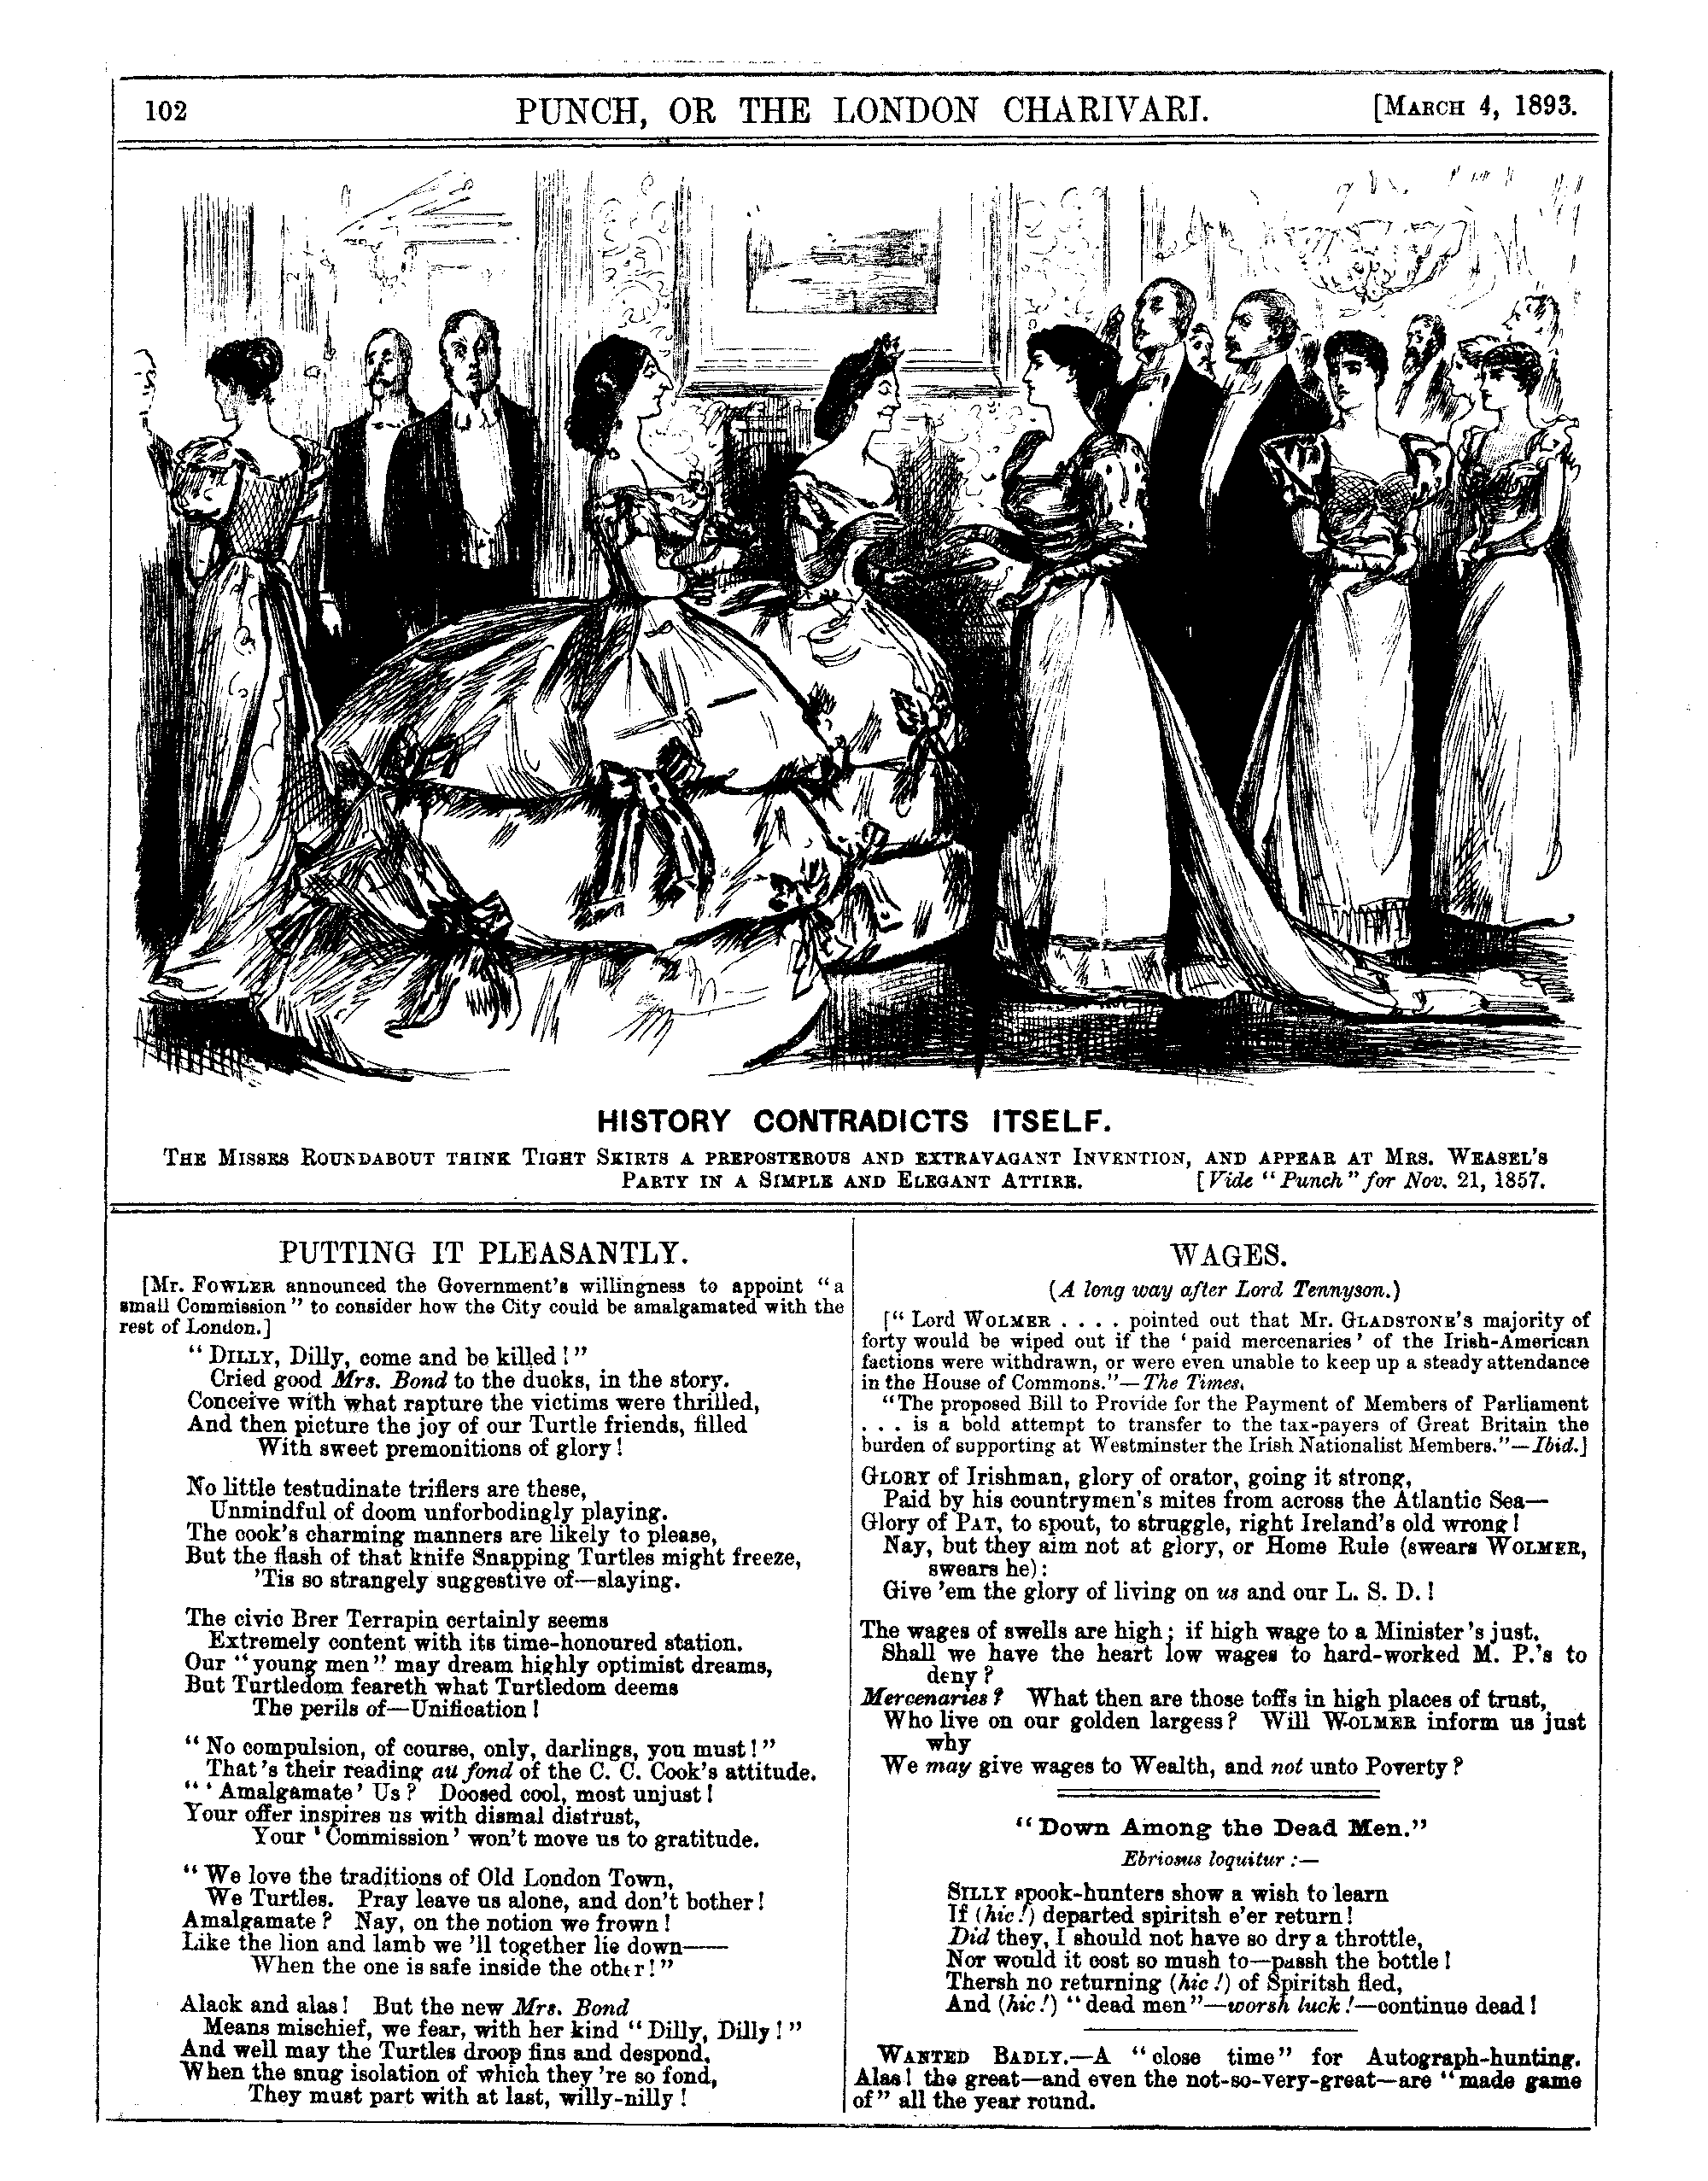 102
PUNCH, OR THE LONDON CHARIVARI.
[MARCH 4, 1893.
HISTORY CONTRADICTS ITSELF.
THE MISSES ROUNDABOUT THINK TIGHT SKIRTS A PREPOSTEROUS AND EXTRAVAGANT INVENTION, AND APPEAR AT MRS. WEASEL'S
PARTY IN A SIMPLE AND ELEGANT ATTIRE. [Vide "Punch" for Nov. 21, 1857.
PUTTING IT PLEASANTLY.
[Mr. FOWLER announced the Government's willingness to appoint "a
small Commission" to consider how the City could be amalgamated with the
rest of London.]
"DILLY, Dilly, come and be killed!"
Cried good Mrs. Bond to the ducks, in the story.
Conceive with what rapture the victims were thrilled,
And then picture the joy of our Turtle friends, filled
With sweet premonitions of glory!
No little testudinate triflers are these,
Unmindful of doom unforbodingly playing.
The cook's charming manners are likely to please,
But the flash of that knife Snapping Turtles might freeze,
'Tis so strangely suggestive of—slaying.
The civic Brer Terrapin certainly seems
Extremely content with its time-honoured station.
Our "young men" may dream highly optimist dreams,
But Turtledom feareth what Turtledom deems
The perils of—Unification!
"No compulsion, of course, only, darlings, you must!"
That's their reading au fond of the C. C. Cook's attitude.
"'Amalgamate' Us? Doosed cool, most unjust!
Your offer inspires us with dismal distrust,
Your 'Commission' won't move us to gratitude.
"We love the traditions of Old London Town,
We Turtles. Pray leave us alone, and don't bother!
Amalgamate? Nay, on the notion we frown!
Like the lion and lamb we'll together lie down——
When the one is safe inside the other!"
Alack and alas! But the new Mrs. Bond
Means mischief, we fear, with her kind "Dilly, Dilly!"
And well may the Turtles droop fins and despond,
When the snug isolation of which they're so fond,
They must part with at last, willy-nilly!
WAGES.
(A long way after Lord Tennyson.)
["Lord WOLMER . . . . pointed out that Mr. GLADSTONE'S majority of
forty would be wiped out if the 'paid mercenaries' of the Irish-American
factions were withdrawn, or were even unable to keep up a steady attendance
in the House of Commons."—The Times.
"The proposed Bill to Provide for the Payment of Members of Parliament
. . . is a bold attempt to transfer to the tax-payers of Great Britain the
burden of supporting at Westminster the Irish Nationalist Members."—Ibid.]
GLORY of Irishman, glory of orator, going it strong,
Paid by his countrymen's mites from across the Atlantic Sea—
Glory of PAT, to spout, to struggle, right Ireland's old wrong!
Nay, but they aim not at glory, or Home Rule (swears WOLMER,
swears he):
Give 'em the glory of living on us and our L. S. D.!
The wages of swells are high; if high wage to a Minister's just,
Shall we have the heart low wages to hard-worked M. P.'s to
deny?
Mercenaries? What then are those toffs in high places of trust,
Who live on our golden largess? Will WOLMER inform us just
why
We may give wages to Wealth, and not unto Poverty?
"Down Among the Dead Men."
Ebriosus loquitur:—
SILLY spook-hunters show a wish to learn
If (hic!) departed spiritsh e'er return!
Did they, I should not have so dry a throttle,
Nor would it cost so mush to—passh the bottle!
Thersh no returning (hic!) of Spiritsh fled,
And (hic!) "dead men"—worsh luck!—continue dead!
WANTED BADLY.—A "close time" for Autograph-hunting.
Alas! the great—and even the not-so-very-great—are "made game
of" all the year round.